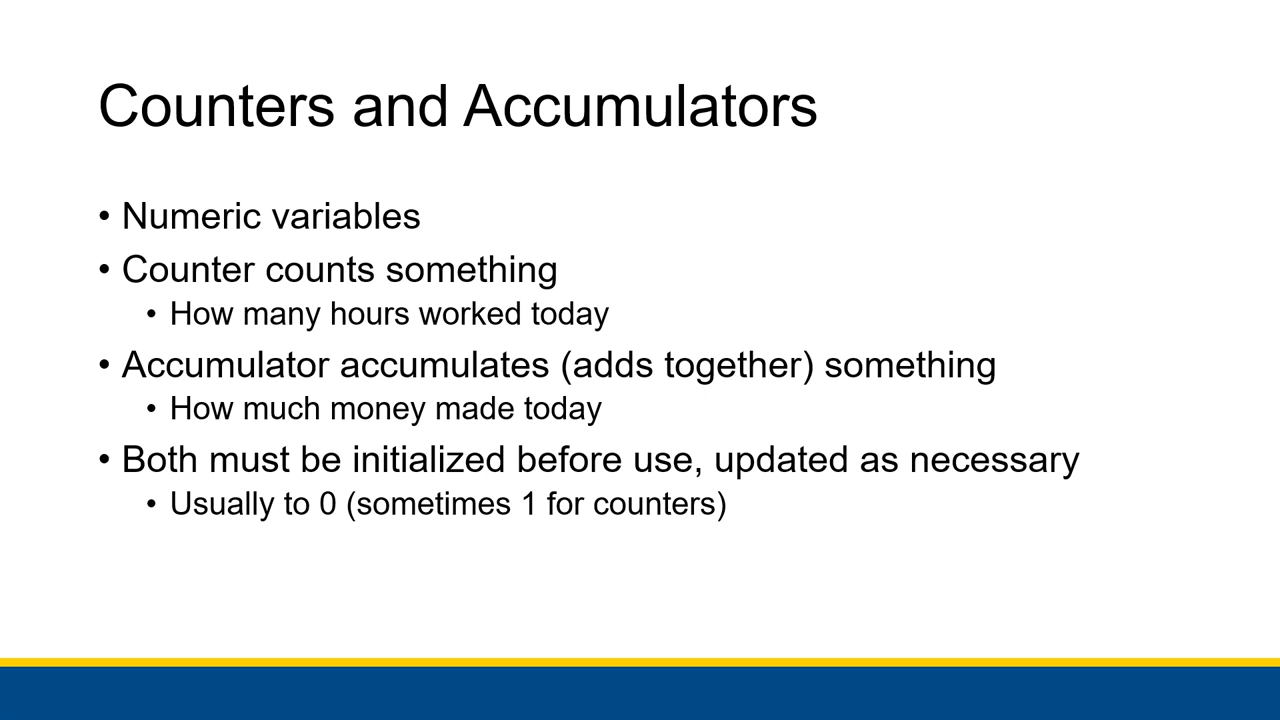 Counters and Accumulators
• Numeric variables
• Counter counts something
• How many hours worked today
• Accumulator accumulates (adds together) something
• How much money made today
• Both must be initialized before use, updated as necessary
• Usually to 0 (sometimes 1 for counters)